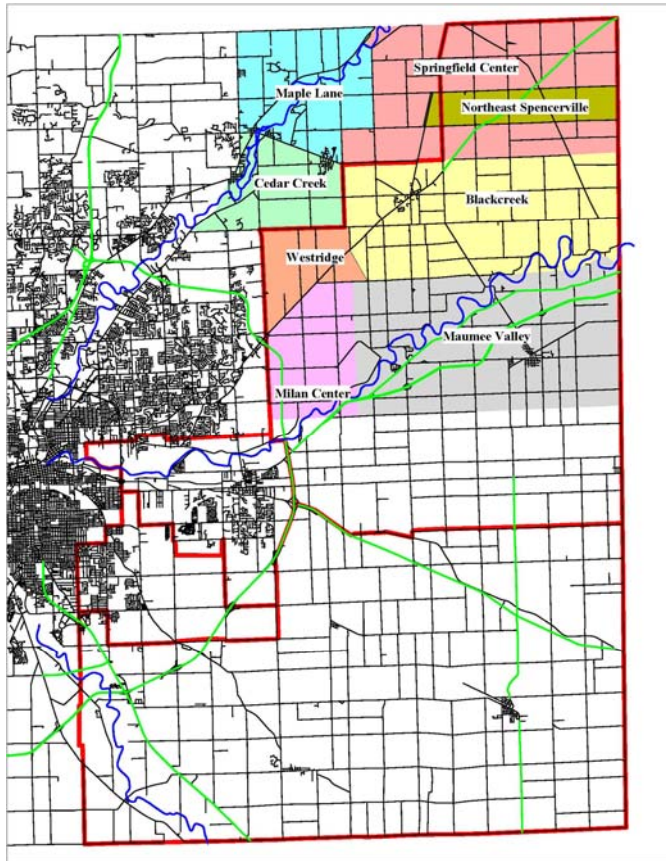 Springfield Center
Maple Lane
Northeast Spencerville
Cedar Creek
Blackcreek
Westridge
Maumee Valley
Milan Center